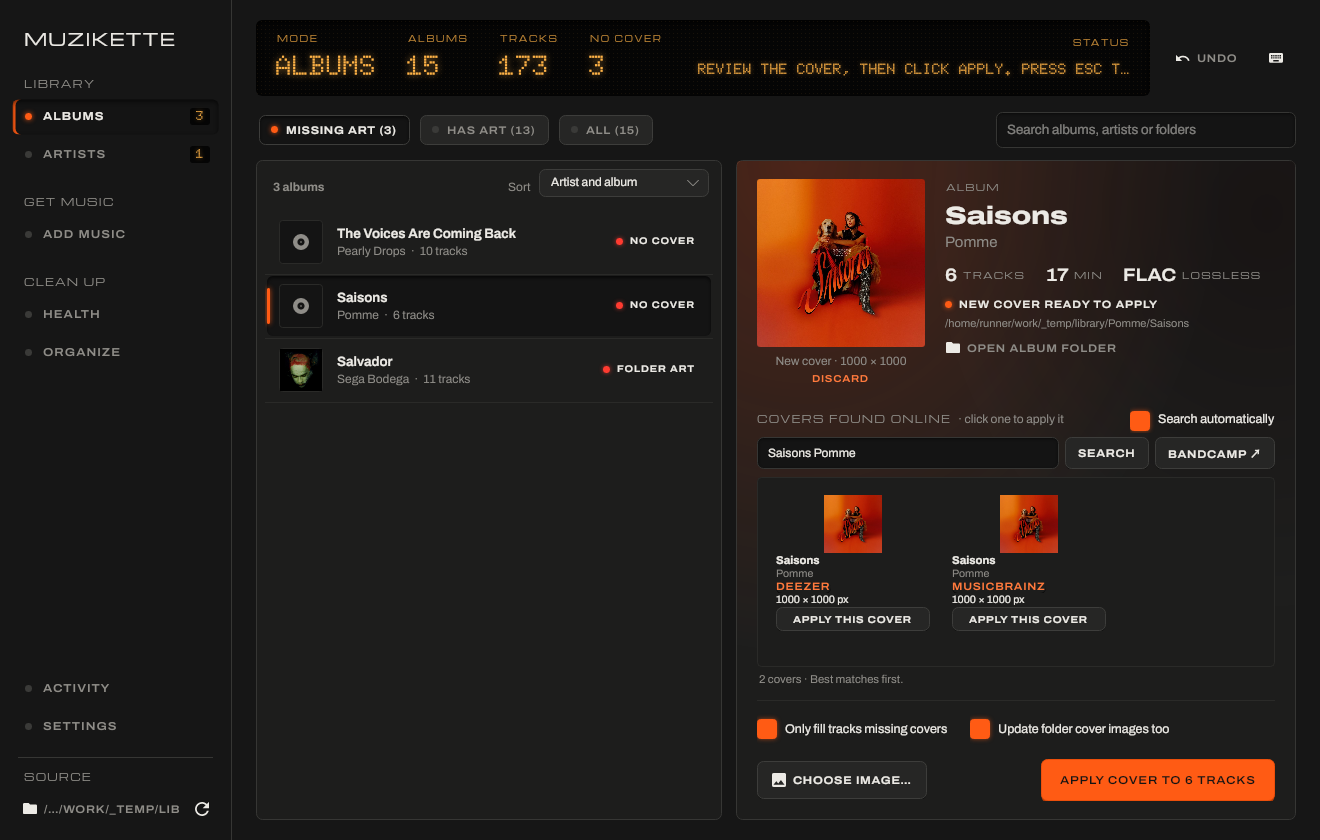 MUZIKETTE
LIBRARY
ALBUMS 3
ARTISTS 1
GET MUSIC
ADD MUSIC
CLEAN UP
HEALTH
ORGANIZE
ACTIVITY
SETTINGS
SOURCE
/.../WORK/_TEMP/LIB
MODE ALBUMS TRACKS NO COVER STATUS
ALBUMS 15 173 3 REVIEW THE COVER, THEN CLICK APPLY. PRESS ESC T…
UNDO
MISSING ART (3) HAS ART (13) ALL (15)
Search albums, artists or folders
3 albums Sort Artist and album
The Voices Are Coming Back
Pearly Drops · 10 tracks
NO COVER
Saisons
Pomme · 6 tracks
NO COVER
Salvador
Sega Bodega · 11 tracks
FOLDER ART
New cover · 1000 × 1000
DISCARD
ALBUM
Saisons
Pomme
6 TRACKS 17 MIN FLAC LOSSLESS
NEW COVER READY TO APPLY
/home/runner/work/_temp/library/Pomme/Saisons
OPEN ALBUM FOLDER
COVERS FOUND ONLINE · click one to apply it Search automatically
Saisons Pomme SEARCH BANDCAMP ↗
Saisons
Pomme
DEEZER
1000 × 1000 px
APPLY THIS COVER
Saisons
Pomme
MUSICBRAINZ
1000 × 1000 px
APPLY THIS COVER
2 covers · Best matches first.
Only fill tracks missing covers Update folder cover images too
CHOOSE IMAGE... APPLY COVER TO 6 TRACKS